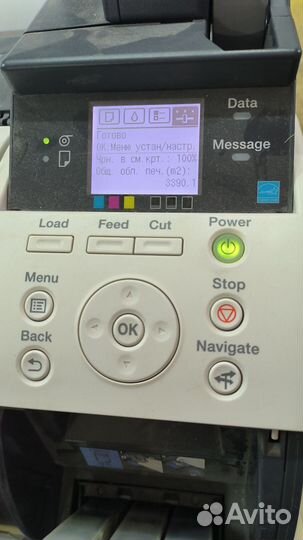 Data
Готово
ОК:Меню устан/настр.
Чрн. в см.крт.: 100%
Общ. обл. печ.(m2):
3390.1
Message
Load
Feed
Cut
Power
Menu
Stop
OK
Back
Navigate
Avito